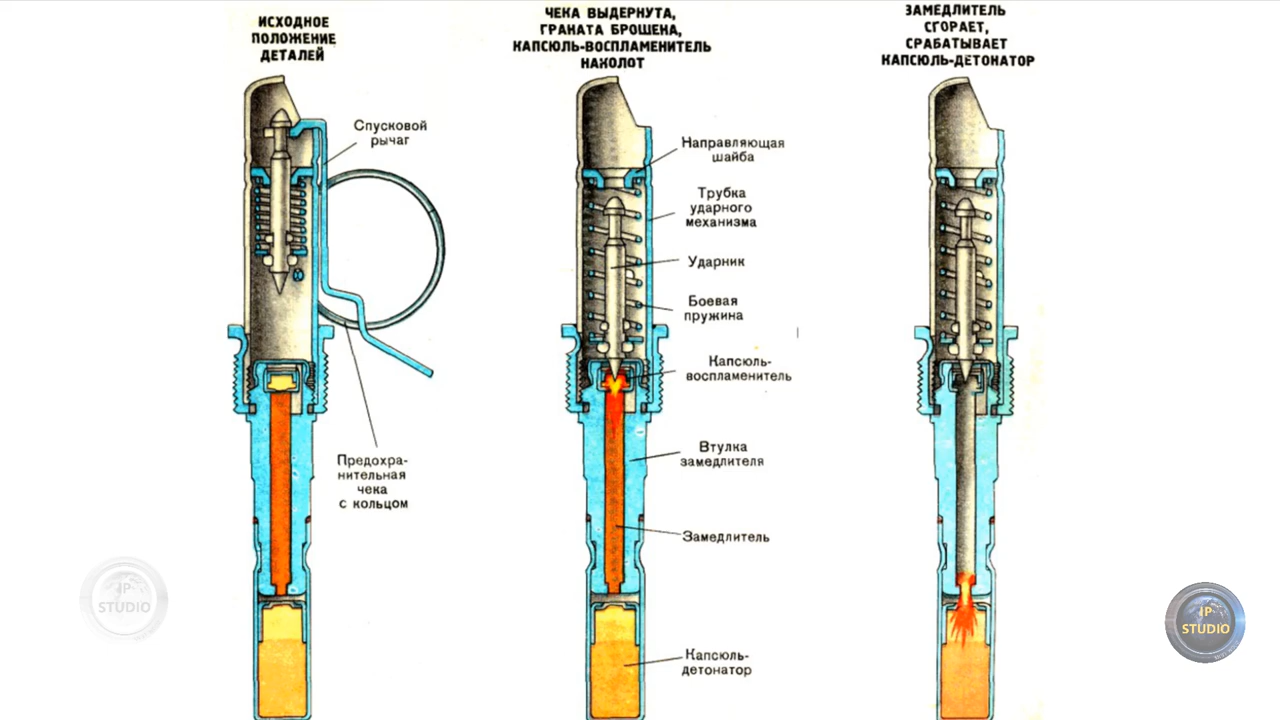 ИСХОДНОЕ
ПОЛОЖЕНИЕ
ДЕТАЛЕЙ
ЧЕКА ВЫДЕРНУТА,
ГРАНАТА БРОШЕНА,
КАПСЮЛЬ-ВОСПЛАМЕНИТЕЛЬ
НАКОЛОТ
ЗАМЕДЛИТЕЛЬ
СГОРАЕТ,
СРАБАТЫВАЕТ
КАПСЮЛЬ-ДЕТОНАТОР
Спусковой
рычаг
Предохра-
нительная
чека
с кольцом
Направляющая
шайба
Трубка
ударного
механизма
Ударник
Боевая
пружина
Капсюль-
воспламенитель
Втулка
замедлителя
Замедлитель
Капсюль-
детонатор
IP
STUDIO
IP
STUDIO